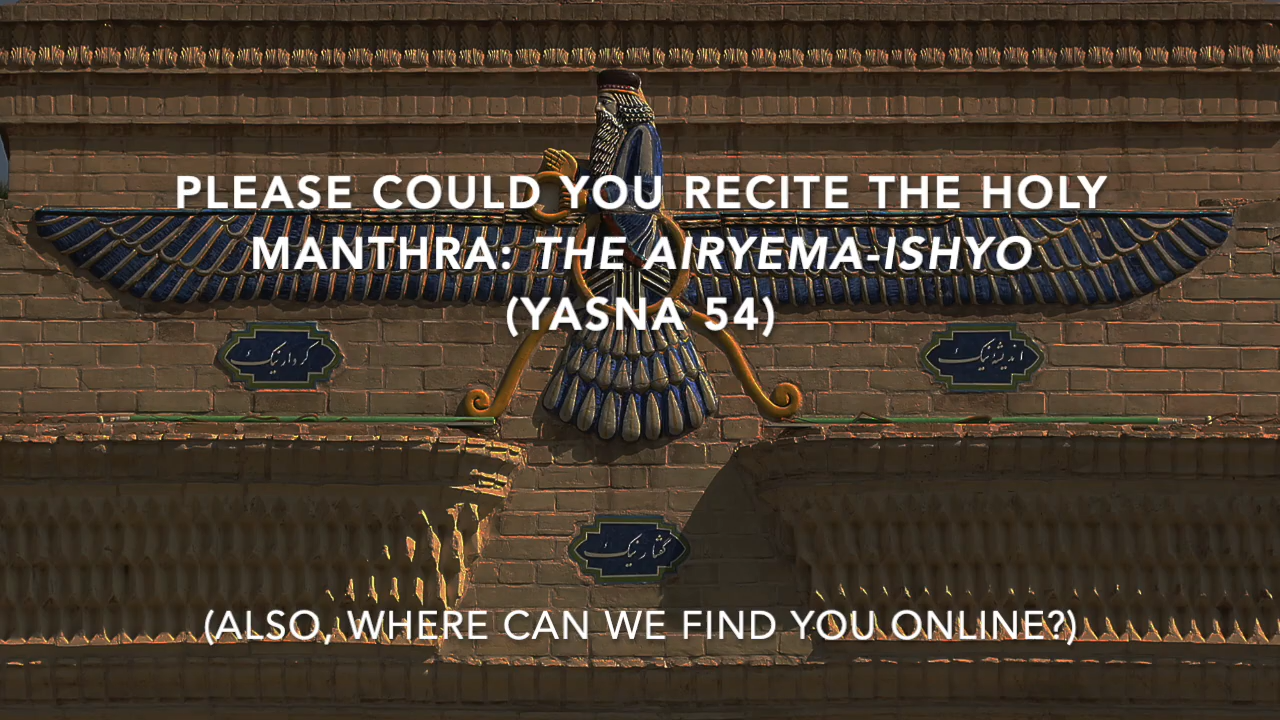 PLEASE COULD YOU RECITE THE HOLY
MANTHRA: THE AIRYEMA-ISHYO
(YASNA 54)
کردار نیک
اندیشه نیک
گفتار نیک
(ALSO, WHERE CAN WE FIND YOU ONLINE?)